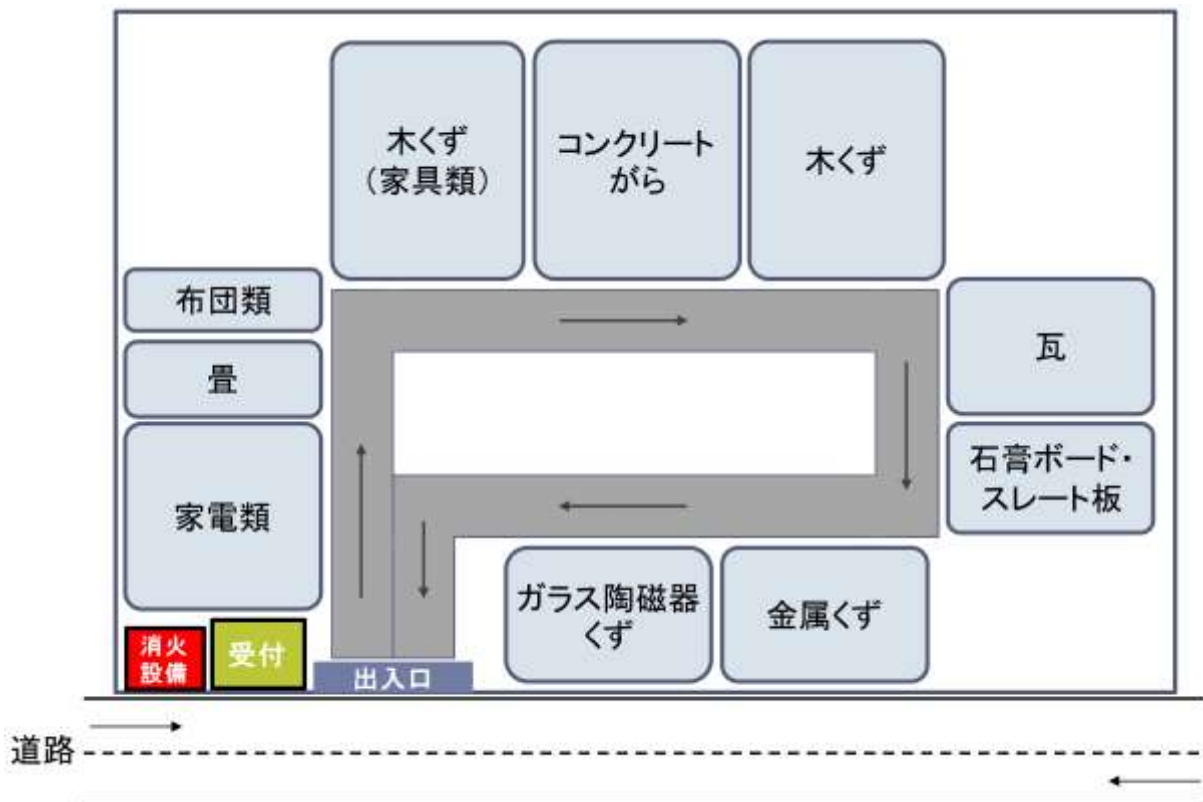 木くず
（家具類）
コンクリート
がら
木くず
布団類
畳
家電類
瓦
石膏ボード・
スレート板
ガラス陶磁器
くず
金属くず
消火
設備
受付
出入口
道路